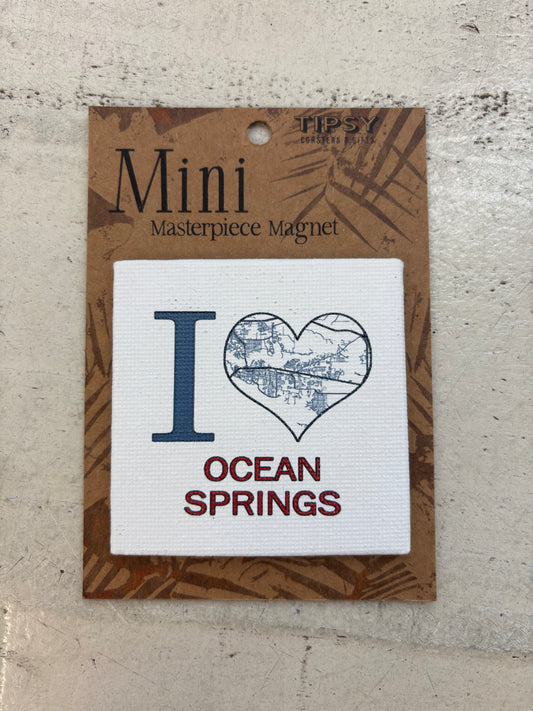 TIPSY
COASTERS & GIFTS
Mini
Masterpiece Magnet
I
OCEAN
SPRINGS